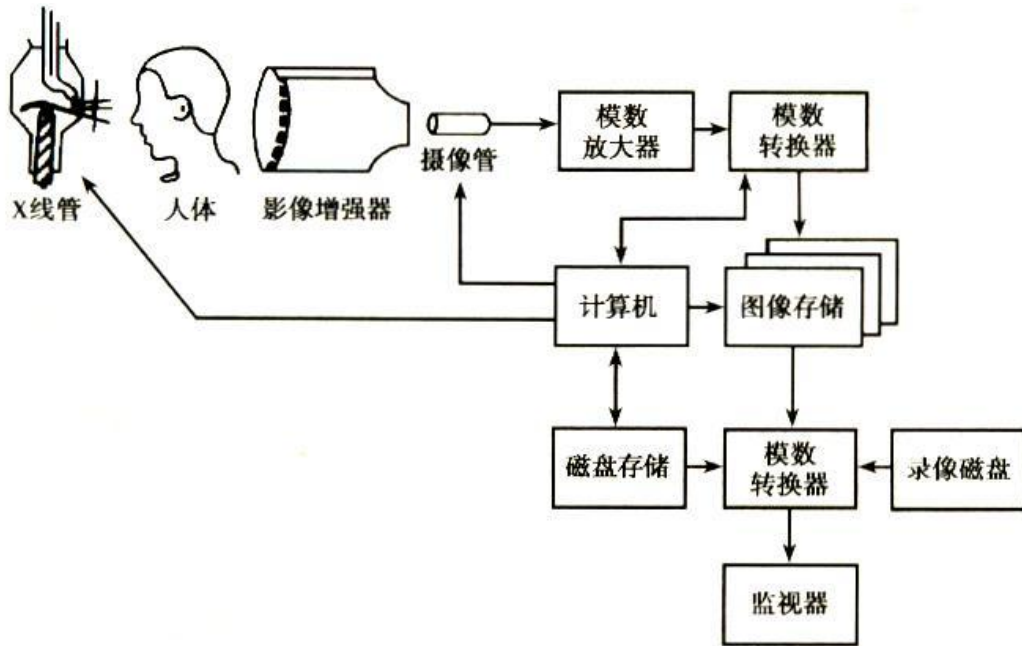 模数
放大器
模数
转换器
摄像管
X线管
人体
影像增强器
计算机
图像存储
磁盘存储
模数
转换器
录像磁盘
监视器